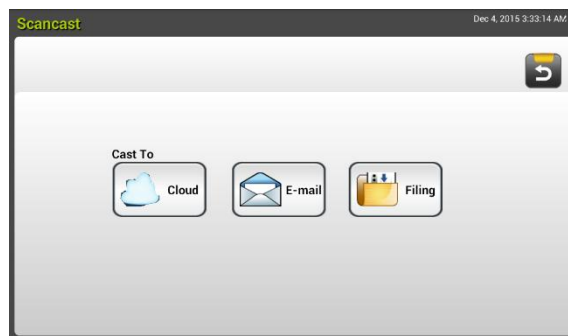 Scancast
Dec 4, 2015 3:33:14 AM
Cast To
Cloud
E-mail
Filing